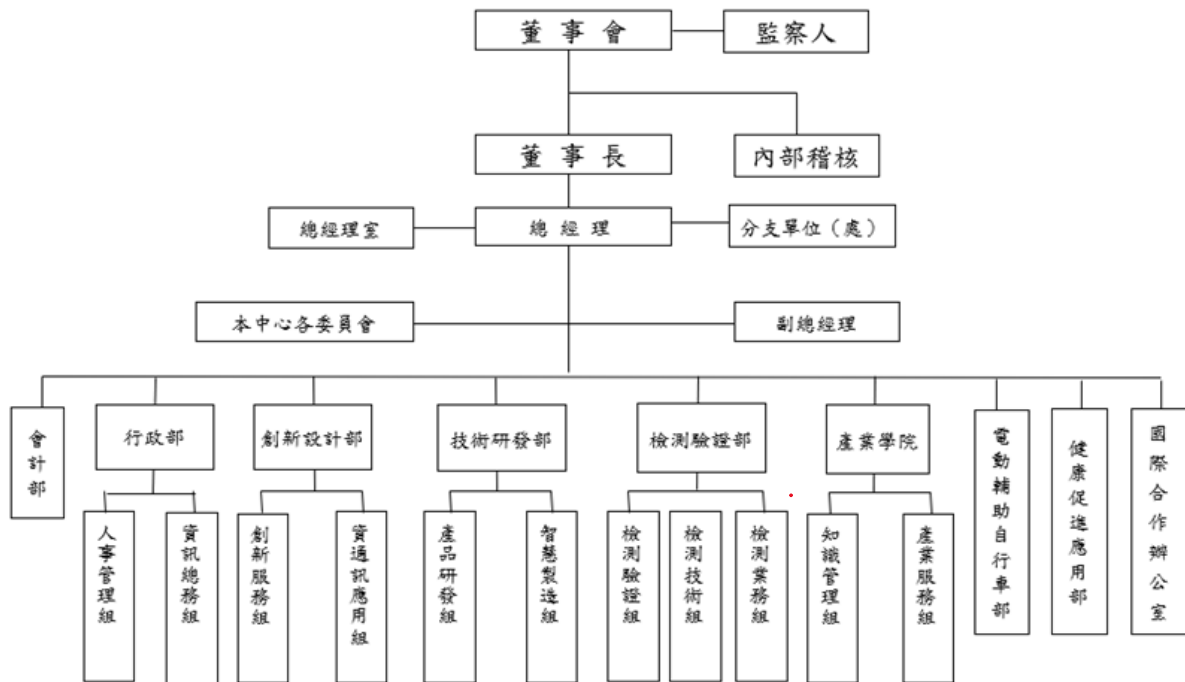 董事會
監察人
董事長
內部稽核
總經理室
總經理
分支單位（處）
本中心各委員會
副總經理
會計部
行政部
創新設計部
技術研發部
檢測驗證部
產業學院
電動輔助自行車部
健康促進應用部
國際合作辦公室
人事管理組
資訊總務組
創新服務組
資通訊應用組
產品研發組
智慧製造組
檢測驗證組
檢測技術組
檢測業務組
知識管理組
產業服務組